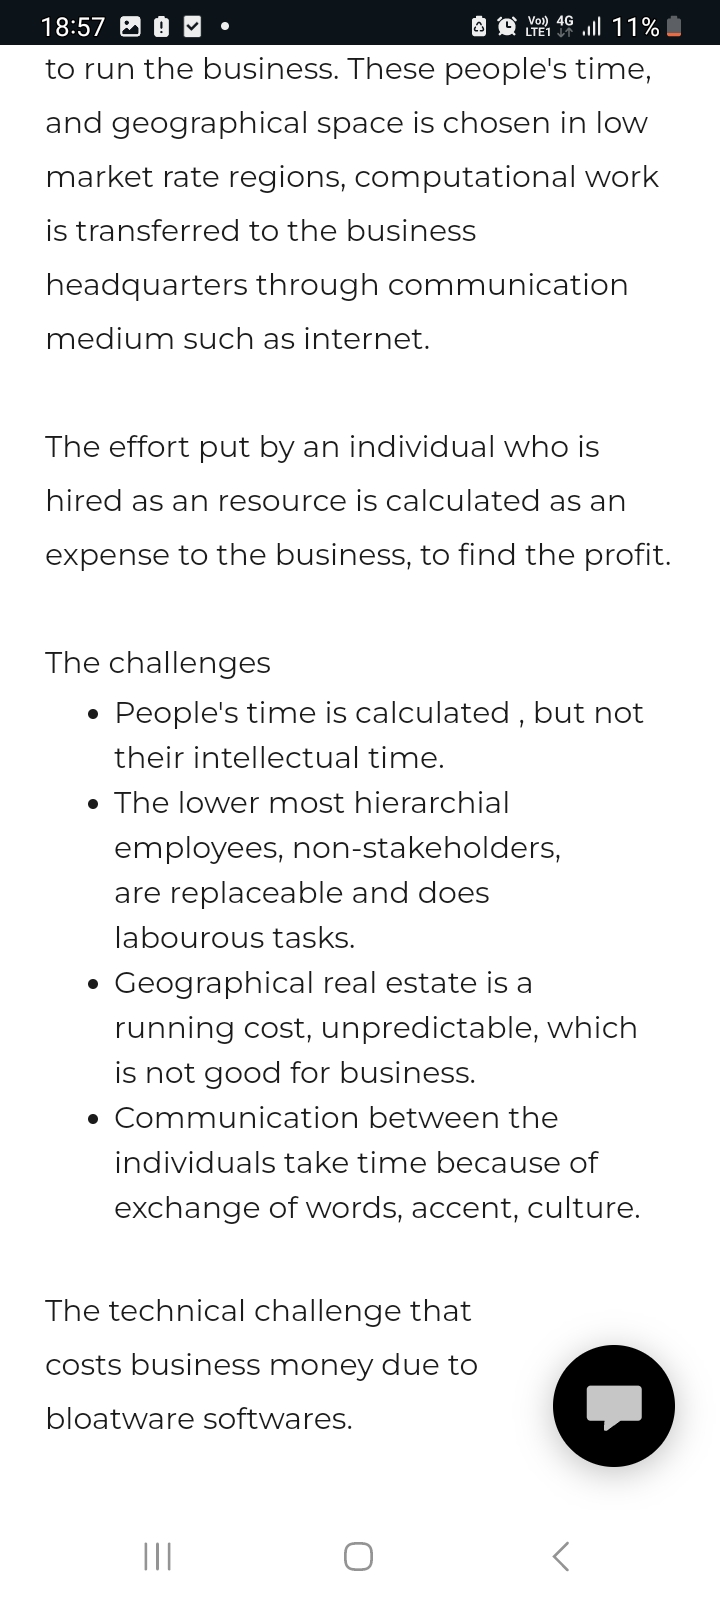 18:57
Vo))
LTE1
4G
11%
to run the business. These people's time,
and geographical space is chosen in low
market rate regions, computational work
is transferred to the business
headquarters through communication
medium such as internet.
The effort put by an individual who is
hired as an resource is calculated as an
expense to the business, to find the profit.
The challenges
• People's time is calculated , but not
their intellectual time.
• The lower most hierarchial
employees, non-stakeholders,
are replaceable and does
labourous tasks.
• Geographical real estate is a
running cost, unpredictable, which
is not good for business.
• Communication between the
individuals take time because of
exchange of words, accent, culture.
The technical challenge that
costs business money due to
bloatware softwares.